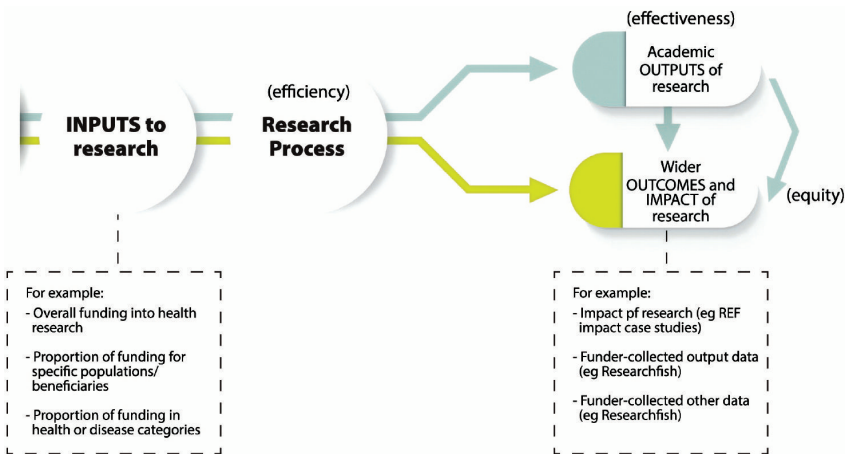 INPUTS to
research
(efficiency)
Research
Process
(effectiveness)
Academic
OUTPUTS of
research
Wider
OUTCOMES and
IMPACT of
research
(equity)
For example:
- Overall funding into health
research
- Proportion of funding for
specific populations/
beneficiaries
- Proportion of funding in
health or disease categories
For example:
- Impact pf research (eg REF
impact case studies)
- Funder-collected output data
(eg Researchfish)
- Funder-collected other data
(eg Researchfish)